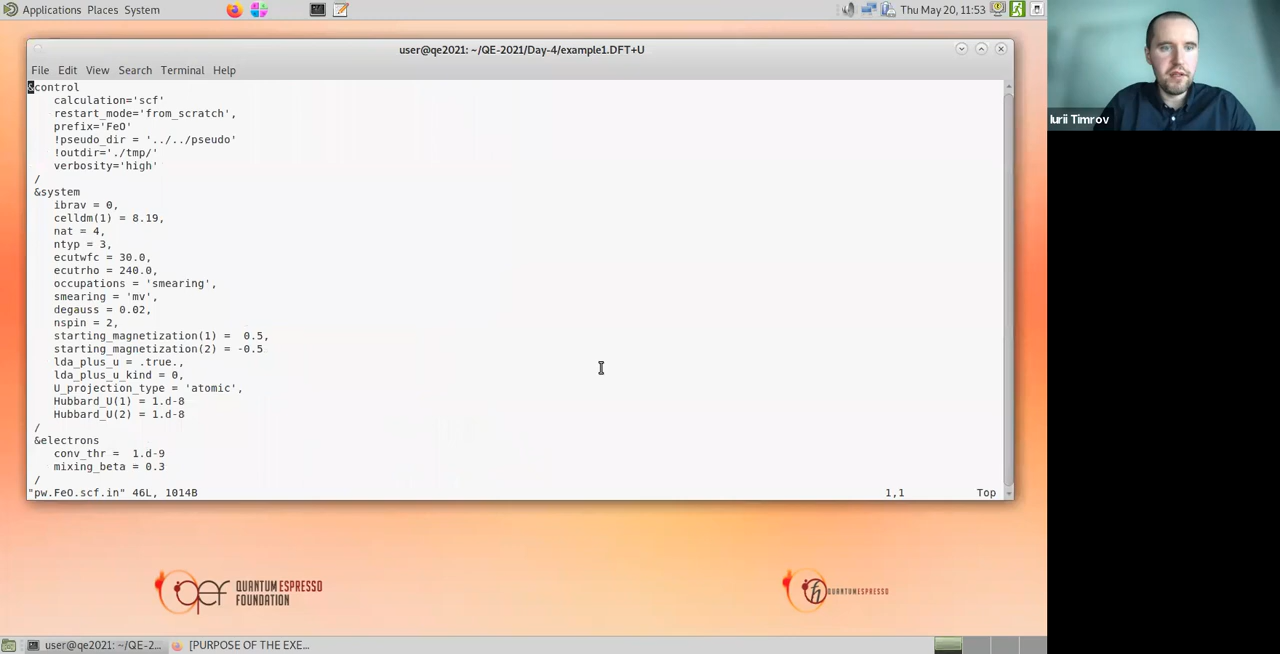 Applications Places System
Thu May 20, 11:53
user@qe2021: ~/QE-2021/Day-4/example1.DFT+U
File Edit View Search Terminal Help
&control
calculation='scf'
restart_mode='from_scratch',
prefix='FeO'
!pseudo_dir = '../../pseudo'
!outdir='./tmp/'
verbosity='high'
/
&system
ibrav = 0,
celldm(1) = 8.19,
nat = 4,
ntyp = 3,
ecutwfc = 30.0,
ecutrho = 240.0,
occupations = 'smearing',
smearing = 'mv',
degauss = 0.02,
nspin = 2,
starting_magnetization(1) =  0.5,
starting_magnetization(2) = -0.5
lda_plus_u = .true.,
lda_plus_u_kind = 0,
U_projection_type = 'atomic',
Hubbard_U(1) = 1.d-8
Hubbard_U(2) = 1.d-8
/
&electrons
conv_thr =  1.d-9
mixing_beta = 0.3
/
"pw.FeO.scf.in" 46L, 1014B 1,1 Top
Iurii Timrov
QUANTUM ESPRESSO
FOUNDATION
QUANTUMESPRESSO
user@qe2021: ~/QE-2... [PURPOSE OF THE EXE...